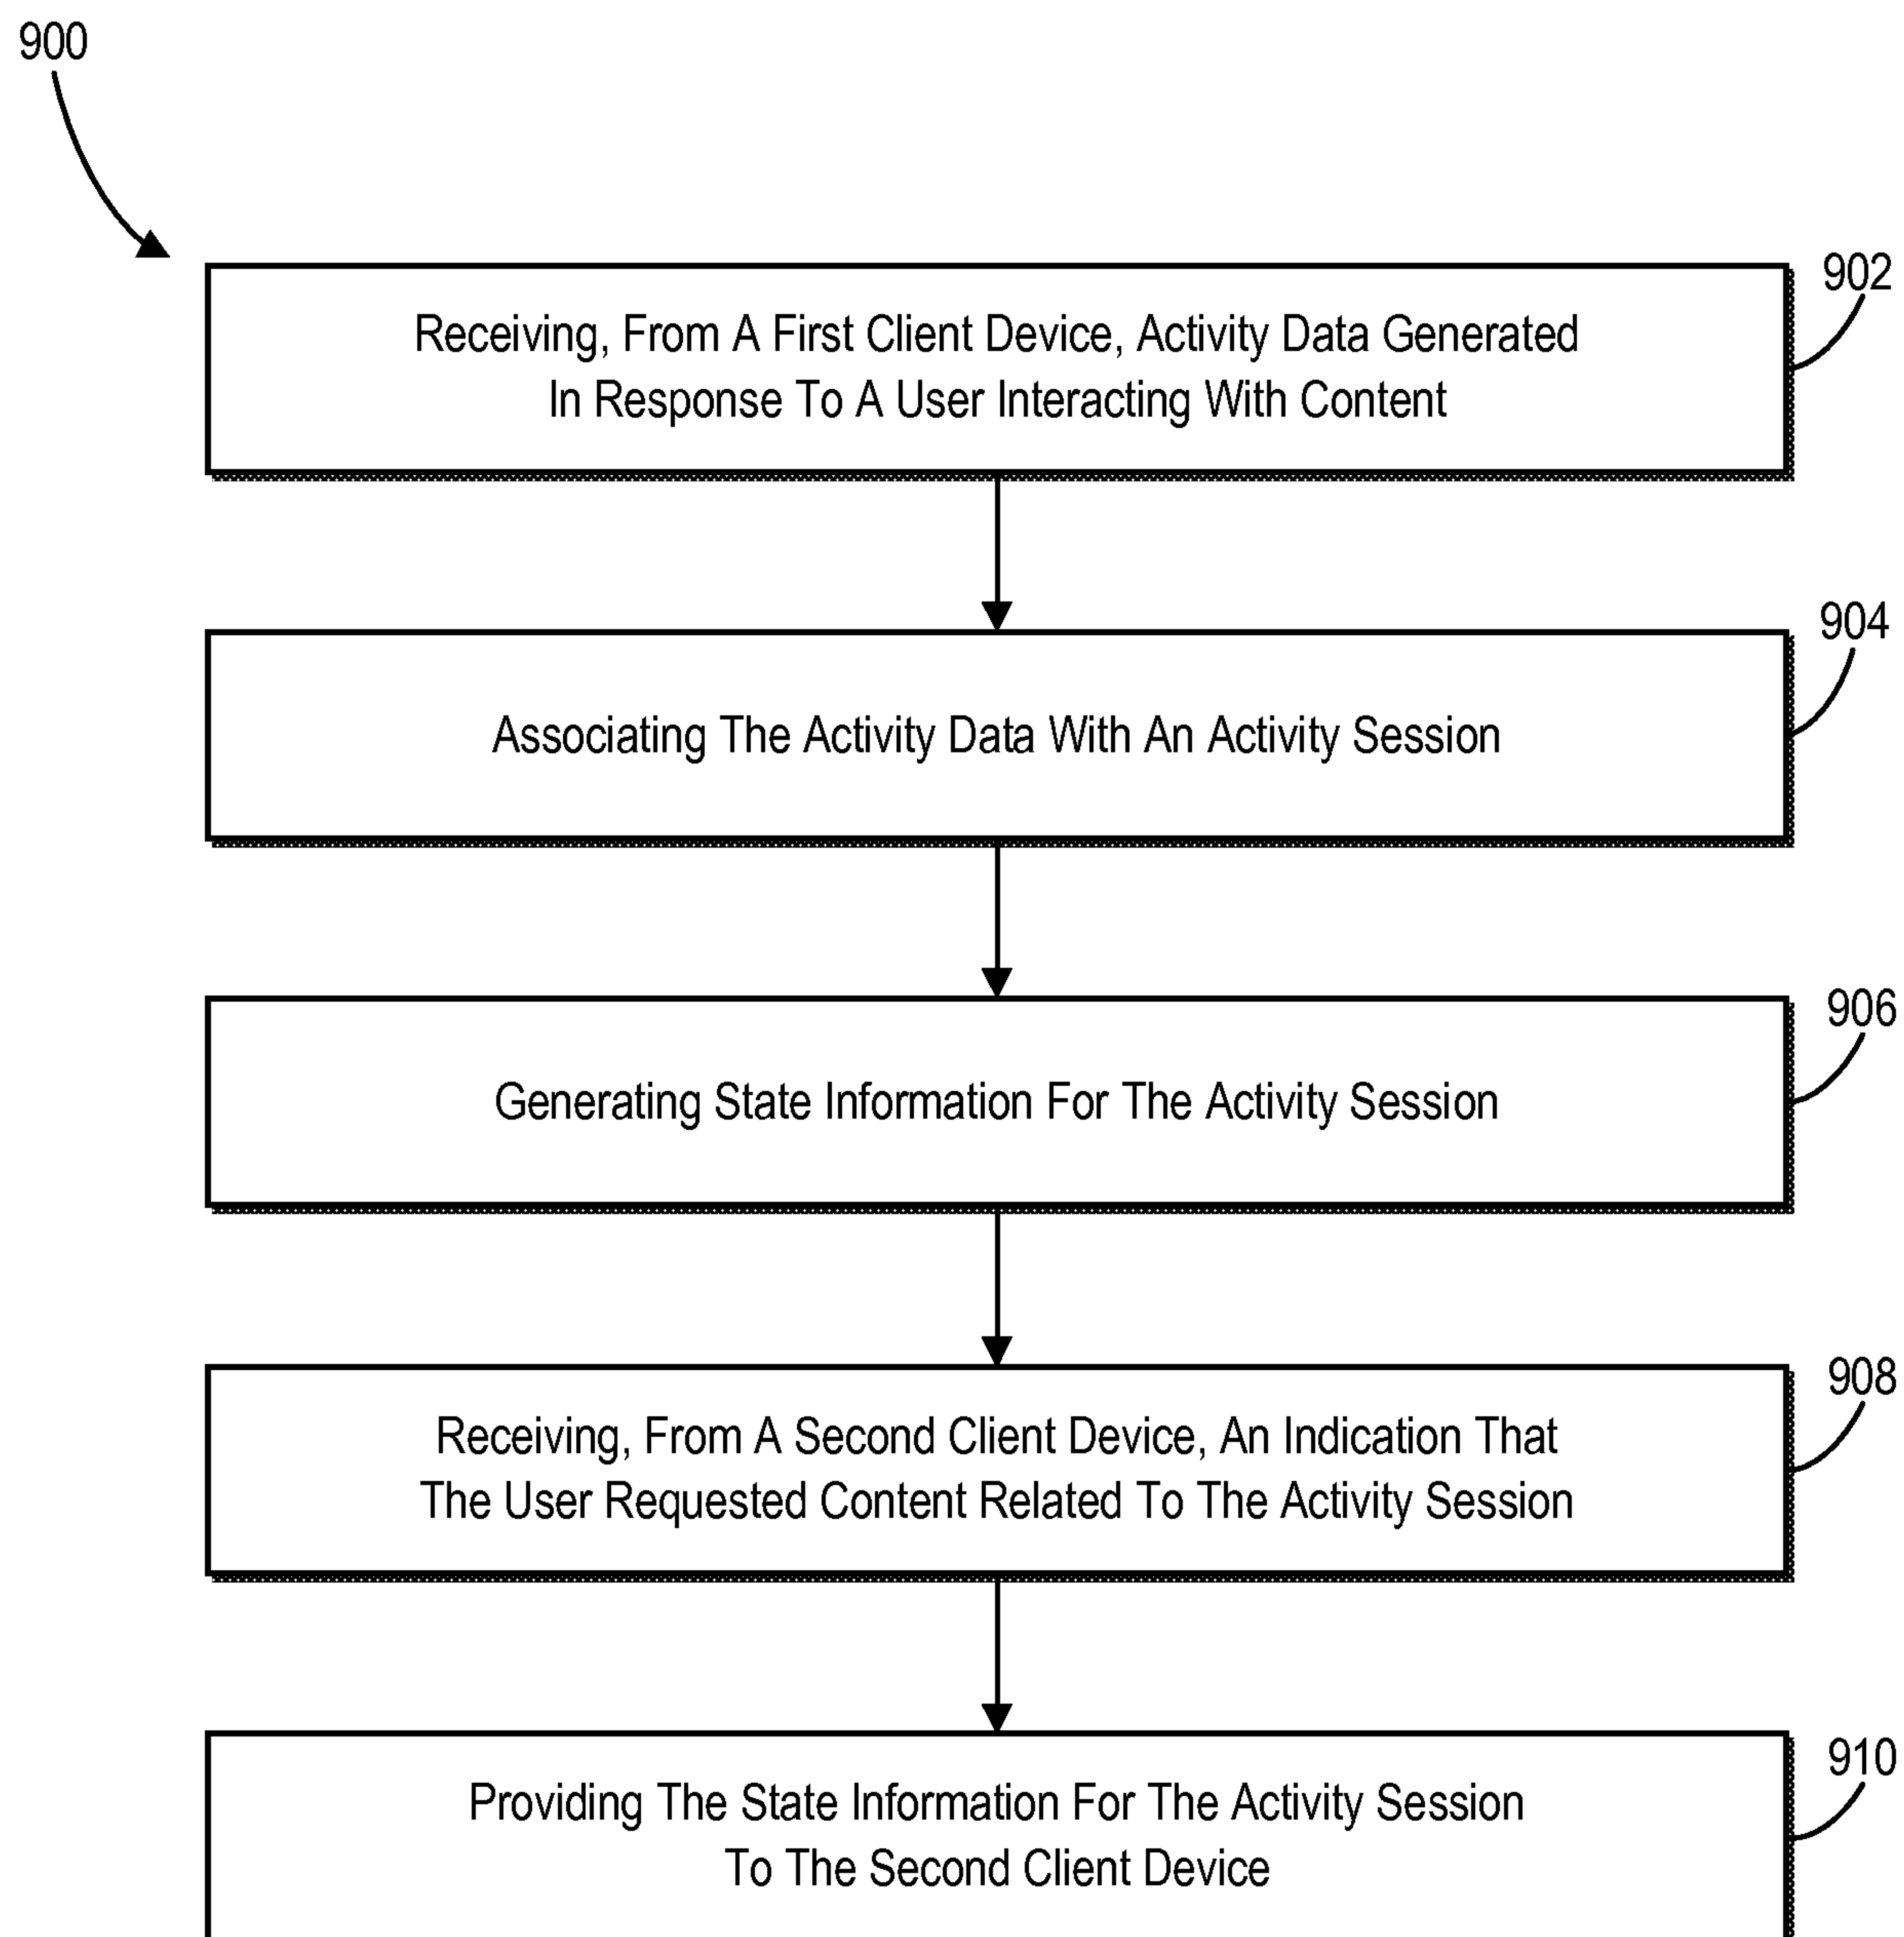 900
902
Receiving, From A First Client Device, Activity Data Generated
In Response To A User Interacting With Content
904
Associating The Activity Data With An Activity Session
906
Generating State Information For The Activity Session
908
Receiving, From A Second Client Device, An Indication That
The User Requested Content Related To The Activity Session
910
Providing The State Information For The Activity Session
To The Second Client Device